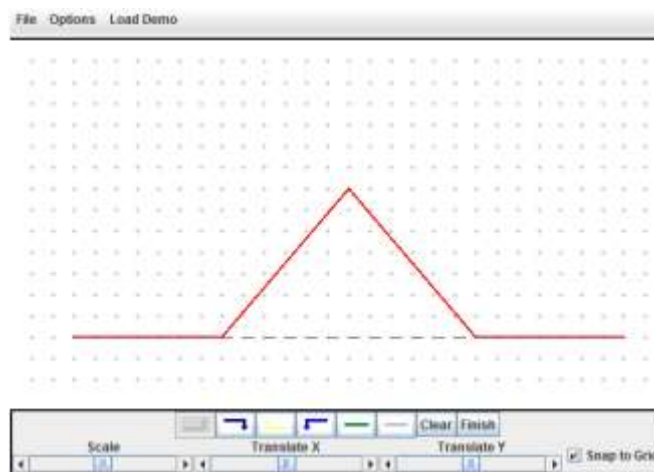 File Options Load Demo
Clear Finish
Scale Translate X Translate Y
Snap to Gri